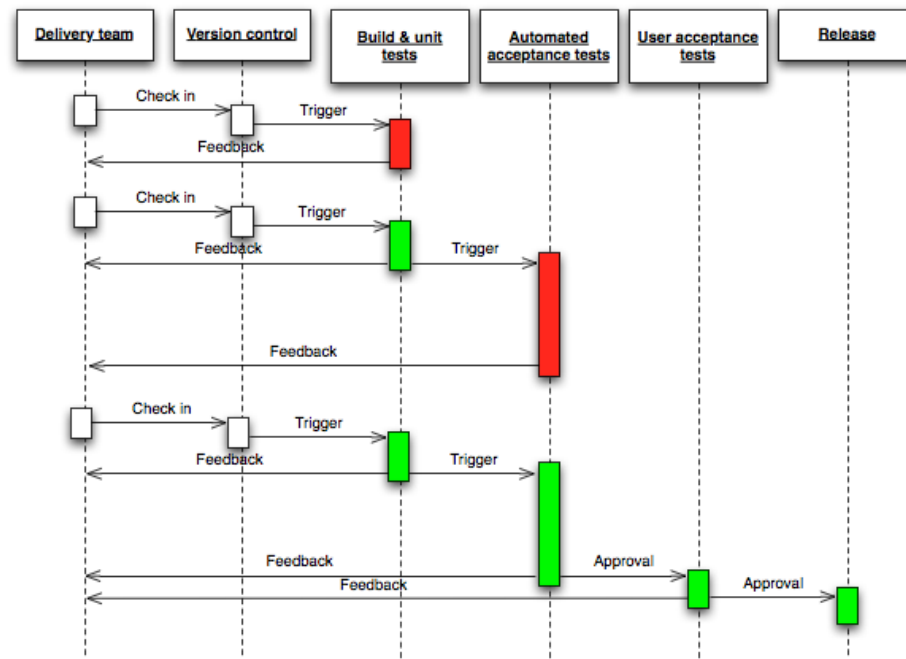 Delivery team
Version control
Build & unit
tests
Automated
acceptance tests
User acceptance
tests
Release
Check in
Trigger
Feedback
Check in
Trigger
Feedback
Trigger
Feedback
Check in
Trigger
Feedback
Trigger
Feedback
Approval
Feedback
Approval